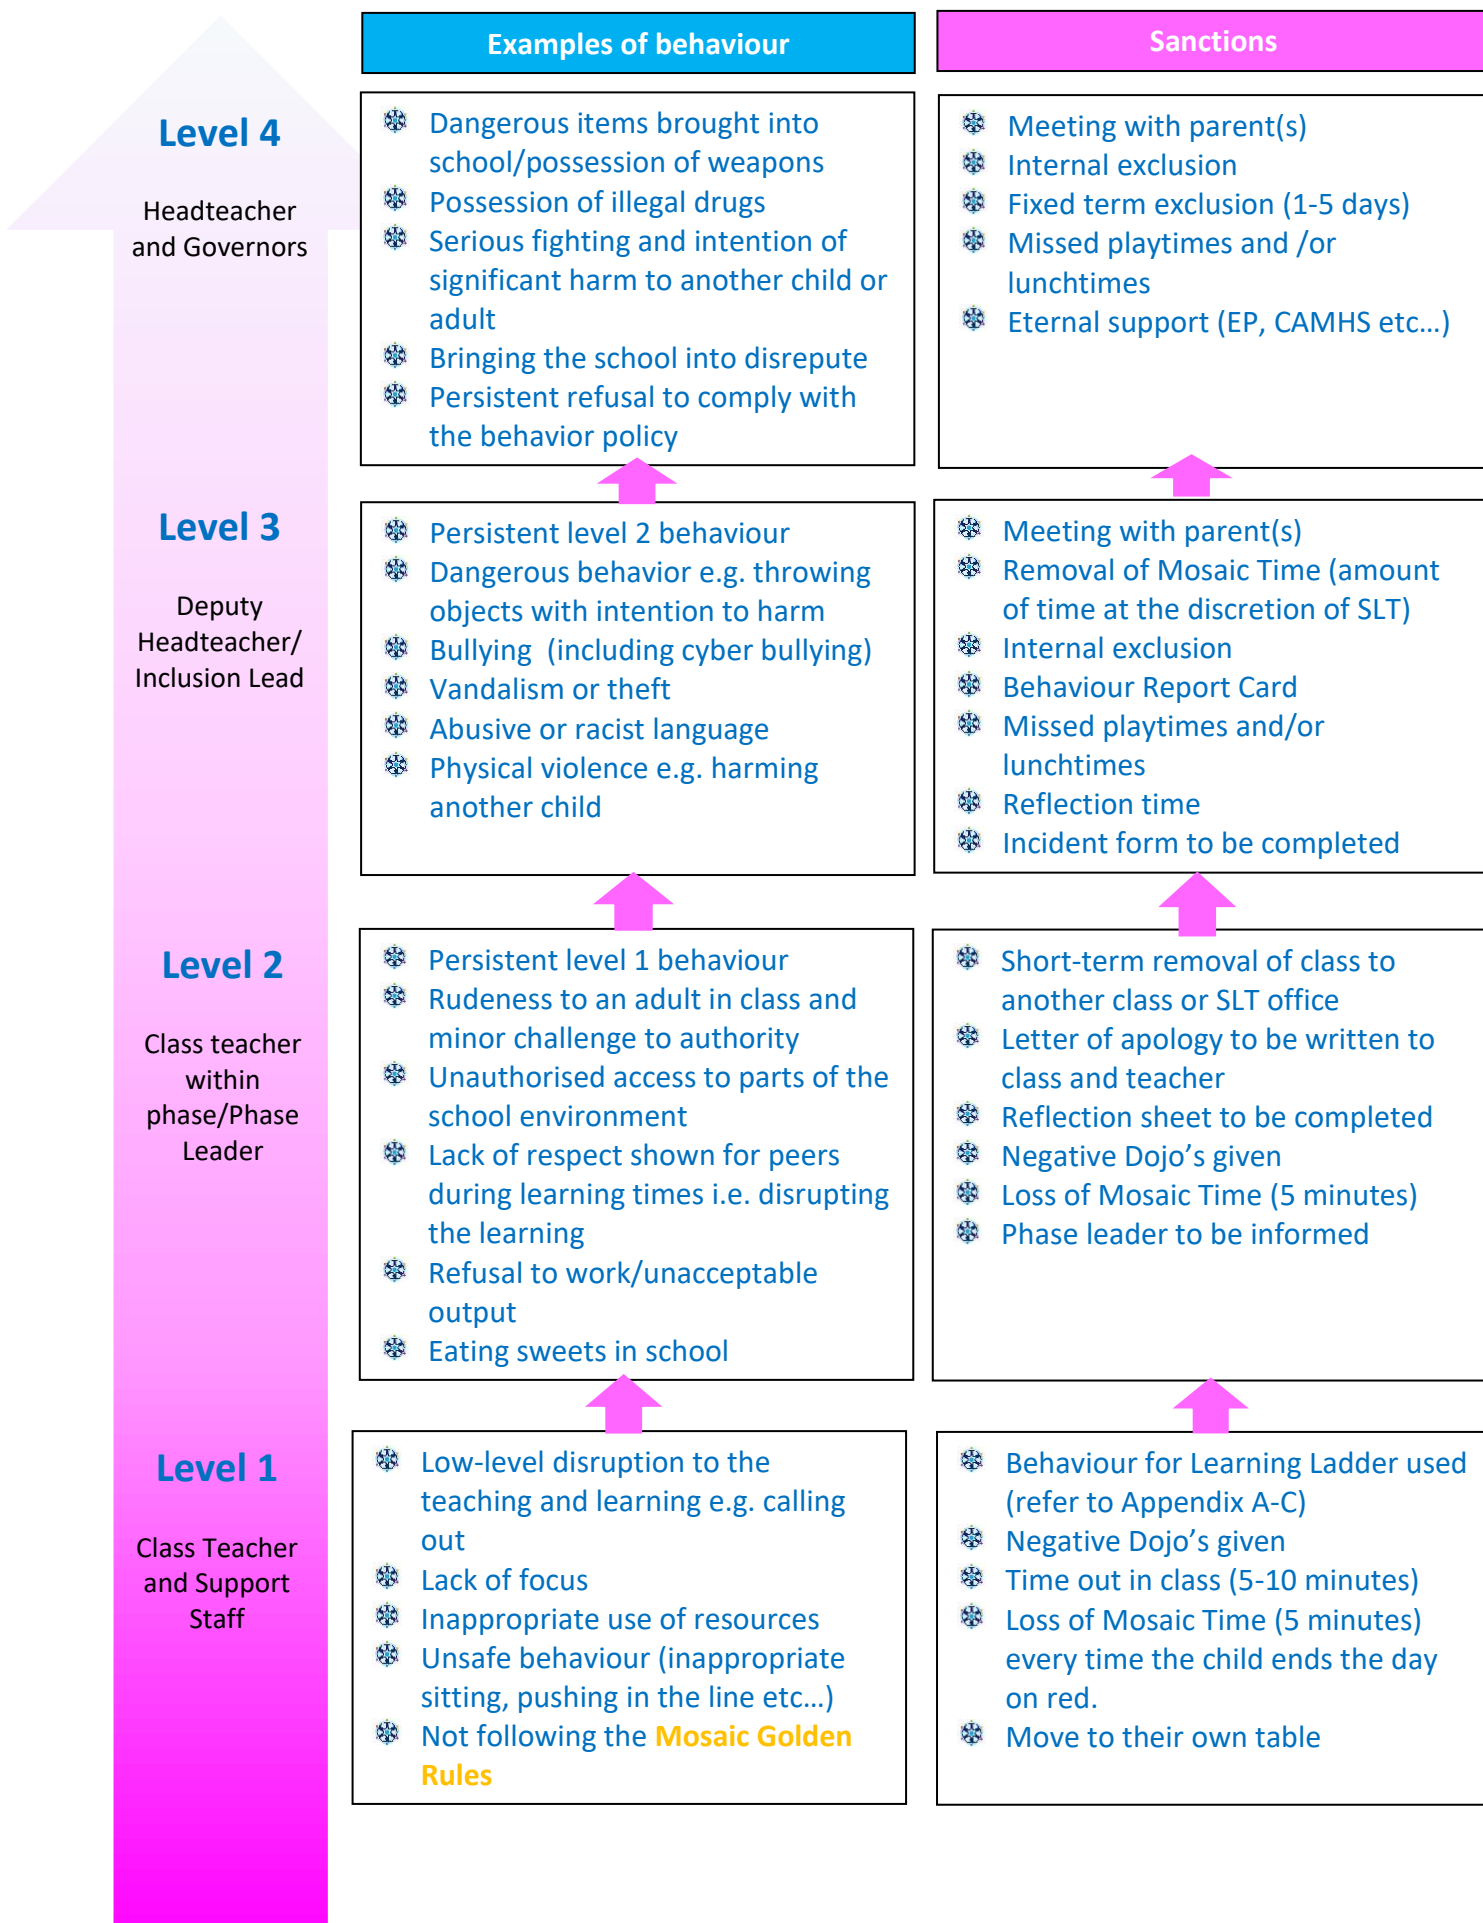 Examples of behaviour
Sanctions
Level 4
Headteacher
and Governors
Dangerous items brought into
school/possession of weapons
Possession of illegal drugs
Serious fighting and intention of
significant harm to another child or
adult
Bringing the school into disrepute
Persistent refusal to comply with
the behavior policy
Meeting with parent(s)
Internal exclusion
Fixed term exclusion (1-5 days)
Missed playtimes and /or
lunchtimes
Eternal support (EP, CAMHS etc…)
Level 3
Deputy
Headteacher/
Inclusion Lead
Persistent level 2 behaviour
Dangerous behavior e.g. throwing
objects with intention to harm
Bullying  (including cyber bullying)
Vandalism or theft
Abusive or racist language
Physical violence e.g. harming
another child
Meeting with parent(s)
Removal of Mosaic Time (amount
of time at the discretion of SLT)
Internal exclusion
Behaviour Report Card
Missed playtimes and/or
lunchtimes
Reflection time
Incident form to be completed
Level 2
Class teacher
within
phase/Phase
Leader
Persistent level 1 behaviour
Rudeness to an adult in class and
minor challenge to authority
Unauthorised access to parts of the
school environment
Lack of respect shown for peers
during learning times i.e. disrupting
the learning
Refusal to work/unacceptable
output
Eating sweets in school
Short-term removal of class to
another class or SLT office
Letter of apology to be written to
class and teacher
Reflection sheet to be completed
Negative Dojo’s given
Loss of Mosaic Time (5 minutes)
Phase leader to be informed
Level 1
Class Teacher
and Support
Staff
Low-level disruption to the
teaching and learning e.g. calling
out
Lack of focus
Inappropriate use of resources
Unsafe behaviour (inappropriate
sitting, pushing in the line etc…)
Not following the Mosaic Golden
Rules
Behaviour for Learning Ladder used
(refer to Appendix A-C)
Negative Dojo’s given
Time out in class (5-10 minutes)
Loss of Mosaic Time (5 minutes)
every time the child ends the day
on red.
Move to their own table